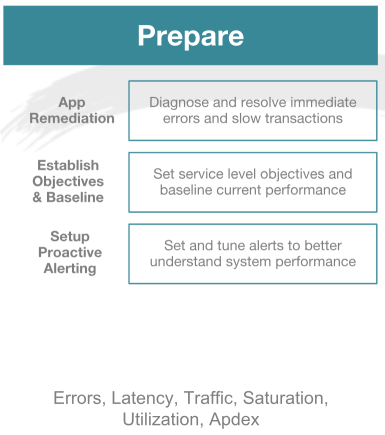 Prepare
App
Remediation
Diagnose and resolve immediate
errors and slow transactions
Establish
Objectives
& Baseline
Set service level objectives and
baseline current performance
Setup
Proactive
Alerting
Set and tune alerts to better
understand system performance
Errors, Latency, Traffic, Saturation,
Utilization, Apdex